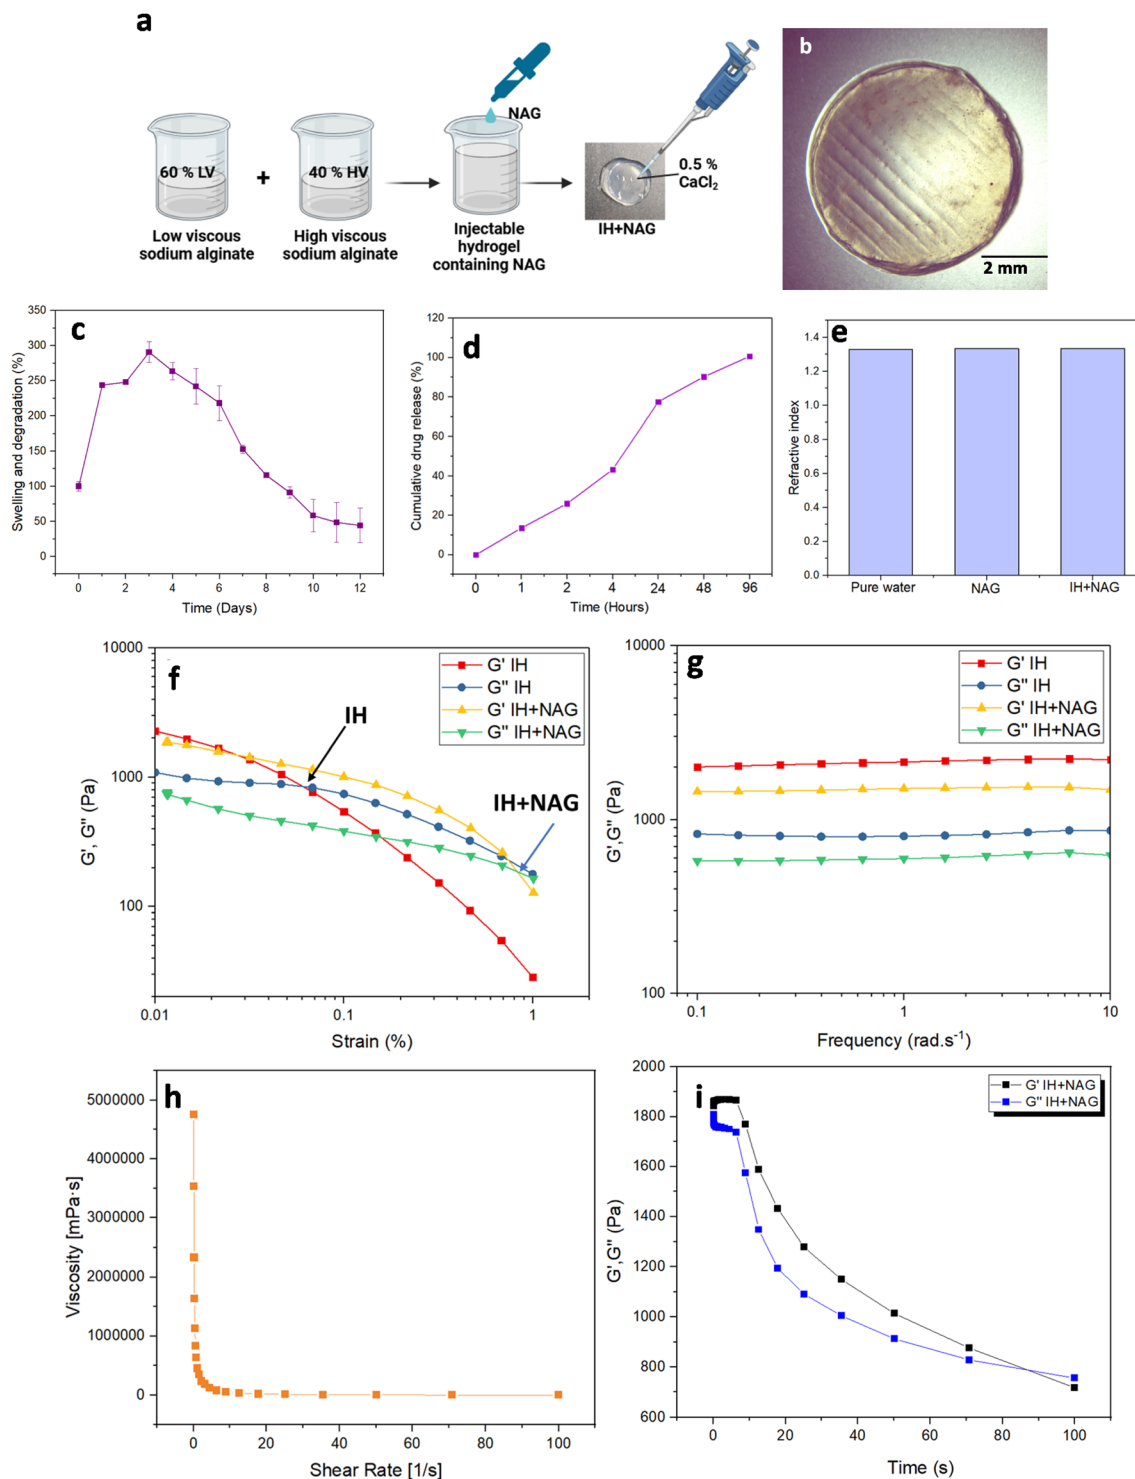 a
NAG
60 % LV
+
40 % HV
0.5 %
CaCl₂
Low viscous
sodium alginate
High viscous
sodium alginate
Injectable
hydrogel
containing NAG
IH+NAG
b
2 mm
c
Swelling and degradation (%)
350
300
250
200
150
100
50
0
0 2 4 6 8 10 12
Time (Days)
d
Cumulative drug release (%)
120
100
80
60
40
20
0
0 1 2 4 24 48 96
Time (Hours)
e
Refractive index
1.4
1.2
1.0
0.8
0.6
0.4
0.2
0.0
Pure water NAG IH+NAG
f
G', G'' (Pa)
10000
1000
100
0.01 0.1 1
Strain (%)
G' IH
G'' IH
G' IH+NAG
G'' IH+NAG
IH
IH+NAG
g
G',G'' (Pa)
10000
1000
100
0.1 1 10
Frequency (rad.s⁻¹)
G' IH
G'' IH
G' IH+NAG
G'' IH+NAG
h
Viscosity [mPa·s]
5000000
4000000
3000000
2000000
1000000
0
0 20 40 60 80 100
Shear Rate [1/s]
i
G',G'' (Pa)
2000
1800
1600
1400
1200
1000
800
600
0 20 40 60 80 100
Time (s)
G' IH+NAG
G'' IH+NAG